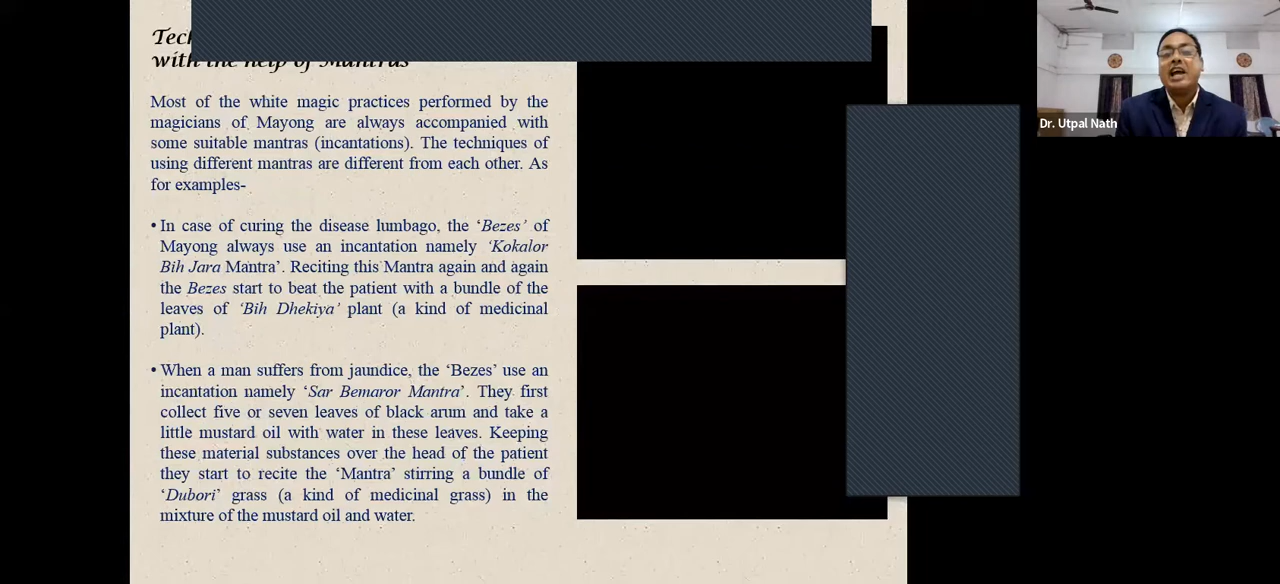 with the help of Mantras
Most of the white magic practices performed by the
magicians of Mayong are always accompanied with
some suitable mantras (incantations). The techniques of
using different mantras are different from each other. As
for examples-
• In case of curing the disease lumbago, the ‘Bezes’ of
Mayong always use an incantation namely ‘Kokalor
Bih Jara Mantra’. Reciting this Mantra again and again
the Bezes start to beat the patient with a bundle of the
leaves of ‘Bih Dhekiya’ plant (a kind of medicinal
plant).
• When a man suffers from jaundice, the ‘Bezes’ use an
incantation namely ‘Sar Bemaror Mantra’. They first
collect five or seven leaves of black arum and take a
little mustard oil with water in these leaves. Keeping
these material substances over the head of the patient
they start to recite the ‘Mantra’ stirring a bundle of
‘Dubori’ grass (a kind of medicinal grass) in the
mixture of the mustard oil and water.
Dr. Utpal Nath